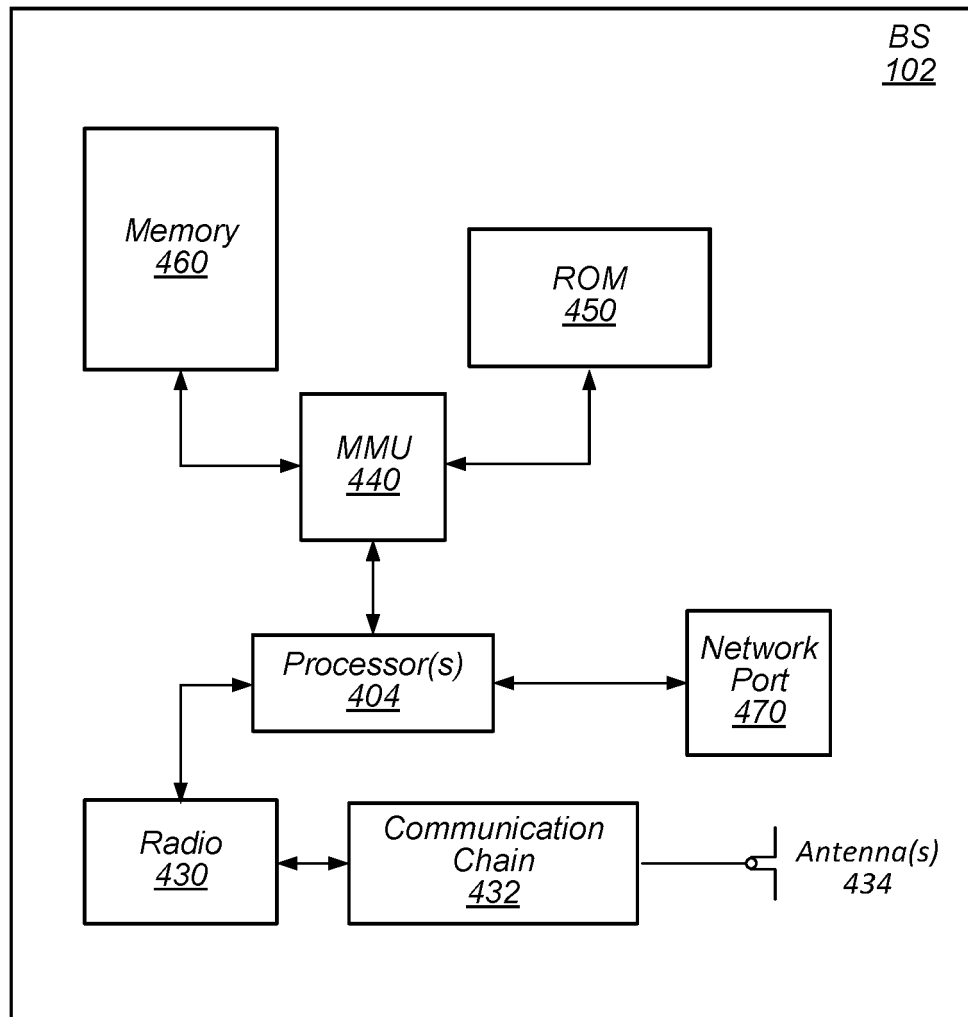 BS
102
Memory
460
ROM
450
MMU
440
Processor(s)
404
Network
Port
470
Radio
430
Communication
Chain
432
Antenna(s)
434